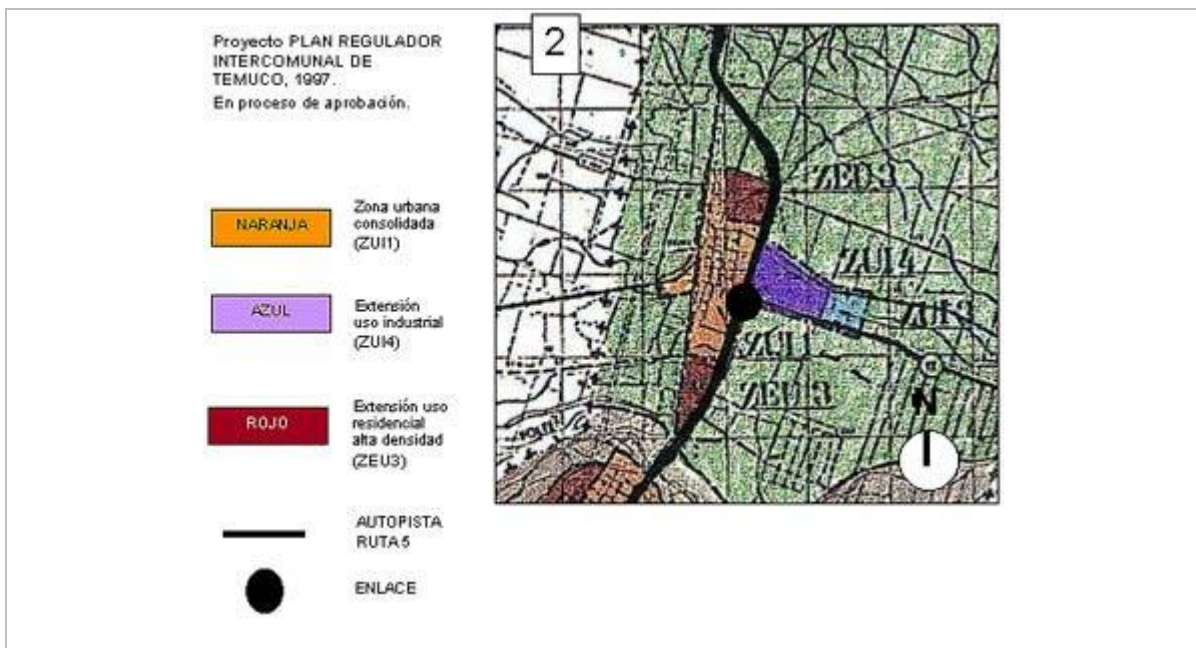 Proyecto PLAN REGULADOR
INTERCOMUNAL DE
TEMUCO, 1997.
En proceso de aprobación.
NARANJA
Zona urbana
consolidada
(ZUI1)
AZUL
Extensión
uso industrial
(ZUI4)
ROJO
Extensión uso
residencial
alta densidad
(ZEU3)
AUTOPISTA
RUTA 5
ENLACE
2
ZEU3
ZUI4
ZUI1
ZEU3
N